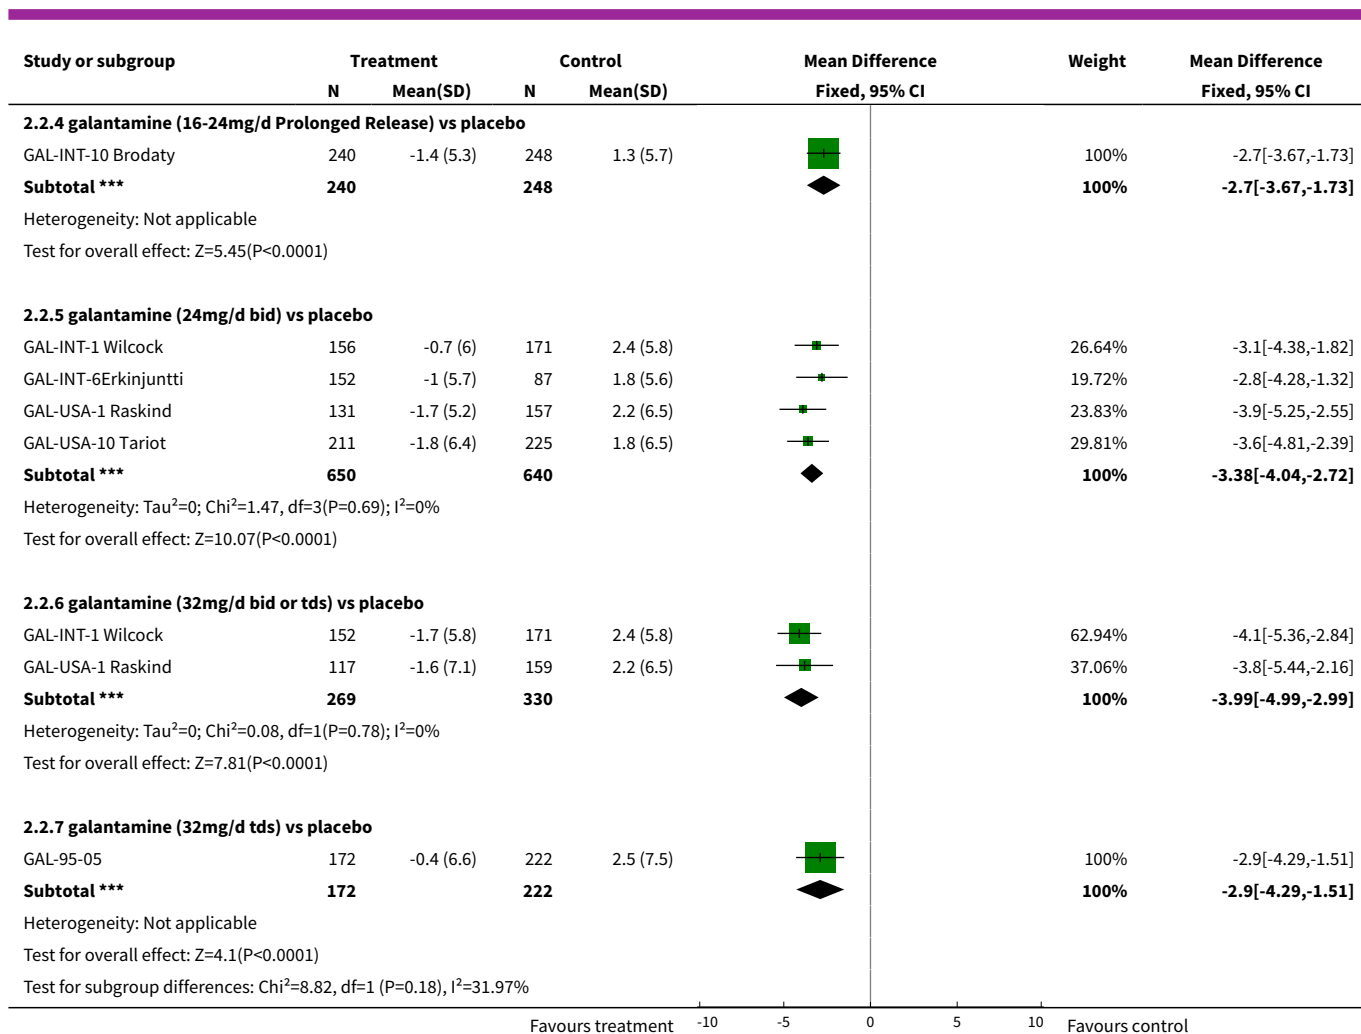 Study or subgroup Treatment Control Mean Difference Weight Mean Difference
N Mean(SD) N Mean(SD) Fixed, 95% CI Fixed, 95% CI
2.2.4 galantamine (16-24mg/d Prolonged Release) vs placebo
GAL-INT-10 Brodaty 240 -1.4 (5.3) 248 1.3 (5.7) 100% -2.7[-3.67,-1.73]
Subtotal *** 240 248 100% -2.7[-3.67,-1.73]
Heterogeneity: Not applicable
Test for overall effect: Z=5.45(P<0.0001)
2.2.5 galantamine (24mg/d bid) vs placebo
GAL-INT-1 Wilcock 156 -0.7 (6) 171 2.4 (5.8) 26.64% -3.1[-4.38,-1.82]
GAL-INT-6Erkinjuntti 152 -1 (5.7) 87 1.8 (5.6) 19.72% -2.8[-4.28,-1.32]
GAL-USA-1 Raskind 131 -1.7 (5.2) 157 2.2 (6.5) 23.83% -3.9[-5.25,-2.55]
GAL-USA-10 Tariot 211 -1.8 (6.4) 225 1.8 (6.5) 29.81% -3.6[-4.81,-2.39]
Subtotal *** 650 640 100% -3.38[-4.04,-2.72]
Heterogeneity: Tau²=0; Chi²=1.47, df=3(P=0.69); I²=0%
Test for overall effect: Z=10.07(P<0.0001)
2.2.6 galantamine (32mg/d bid or tds) vs placebo
GAL-INT-1 Wilcock 152 -1.7 (5.8) 171 2.4 (5.8) 62.94% -4.1[-5.36,-2.84]
GAL-USA-1 Raskind 117 -1.6 (7.1) 159 2.2 (6.5) 37.06% -3.8[-5.44,-2.16]
Subtotal *** 269 330 100% -3.99[-4.99,-2.99]
Heterogeneity: Tau²=0; Chi²=0.08, df=1(P=0.78); I²=0%
Test for overall effect: Z=7.81(P<0.0001)
2.2.7 galantamine (32mg/d tds) vs placebo
GAL-95-05 172 -0.4 (6.6) 222 2.5 (7.5) 100% -2.9[-4.29,-1.51]
Subtotal *** 172 222 100% -2.9[-4.29,-1.51]
Heterogeneity: Not applicable
Test for overall effect: Z=4.1(P<0.0001)
Test for subgroup differences: Chi²=8.82, df=1 (P=0.18), I²=31.97%
Favours treatment -10 -5 0 5 10 Favours control